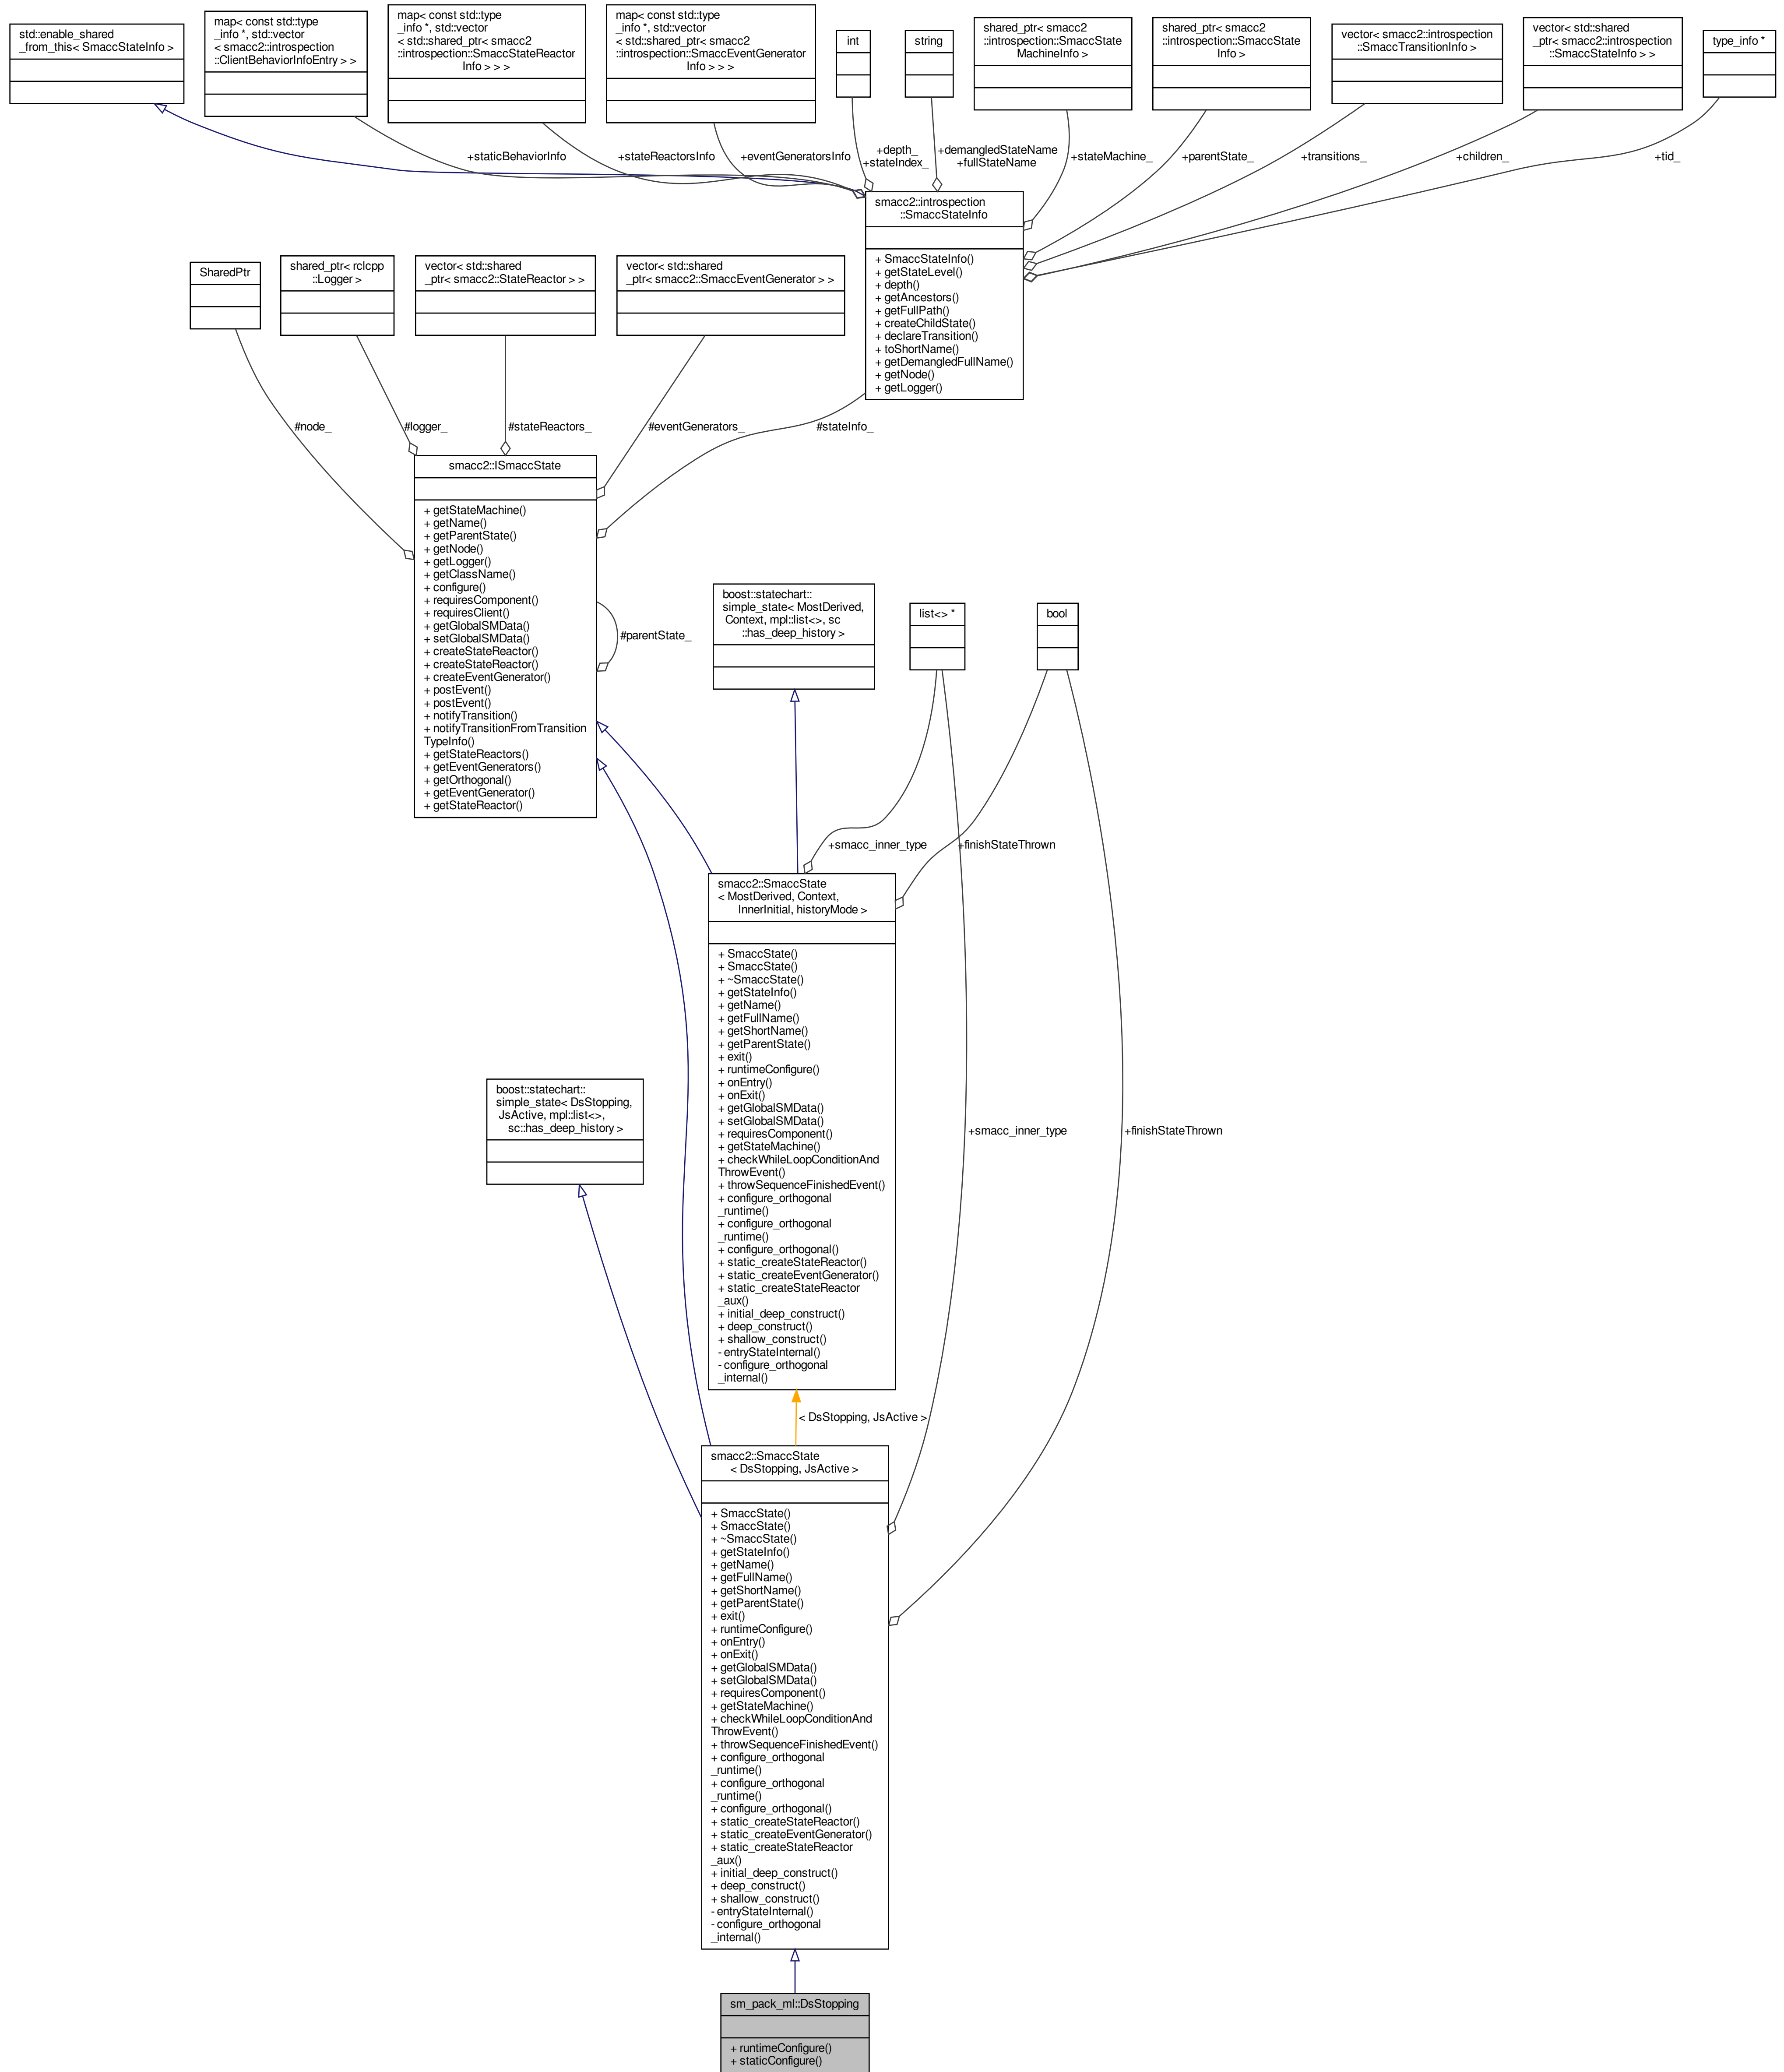 std::enable_shared
_from_this< SmaccStateInfo >
map< const std::type
_info *, std::vector
< smacc2::introspection
::ClientBehaviorInfoEntry > >
map< const std::type
_info *, std::vector
< std::shared_ptr< smacc2
::introspection::SmaccStateReactor
Info > > >
map< const std::type
_info *, std::vector
< std::shared_ptr< smacc2
::introspection::SmaccEventGenerator
Info > > >
int
string
shared_ptr< smacc2
::introspection::SmaccState
MachineInfo >
shared_ptr< smacc2
::introspection::SmaccState
Info >
vector< smacc2::introspection
::SmaccTransitionInfo >
vector< std::shared
_ptr< smacc2::introspection
::SmaccStateInfo > >
type_info *
+staticBehaviorInfo
+stateReactorsInfo
+eventGeneratorsInfo
+depth_
+stateIndex_
+demangledStateName
+fullStateName
+stateMachine_
+parentState_
+transitions_
+children_
+tid_
smacc2::introspection
::SmaccStateInfo
+ SmaccStateInfo()
+ getStateLevel()
+ depth()
+ getAncestors()
+ getFullPath()
+ createChildState()
+ declareTransition()
+ toShortName()
+ getDemangledFullName()
+ getNode()
+ getLogger()
SharedPtr
shared_ptr< rclcpp
::Logger >
vector< std::shared
_ptr< smacc2::StateReactor > >
vector< std::shared
_ptr< smacc2::SmaccEventGenerator > >
#node_
#logger_
#stateReactors_
#eventGenerators_
#stateInfo_
smacc2::ISmaccState
+ getStateMachine()
+ getName()
+ getParentState()
+ getNode()
+ getLogger()
+ getClassName()
+ configure()
+ requiresComponent()
+ requiresClient()
+ getGlobalSMData()
+ setGlobalSMData()
+ createStateReactor()
+ createStateReactor()
+ createEventGenerator()
+ postEvent()
+ postEvent()
+ notifyTransition()
+ notifyTransitionFromTransition
TypeInfo()
+ getStateReactors()
+ getEventGenerators()
+ getOrthogonal()
+ getEventGenerator()
+ getStateReactor()
#parentState_
boost::statechart::
simple_state< MostDerived,
Context, mpl::list<>, sc
::has_deep_history >
list<> *
bool
+smacc_inner_type
+finishStateThrown
smacc2::SmaccState
< MostDerived, Context,
InnerInitial, historyMode >
+ SmaccState()
+ SmaccState()
+ ~SmaccState()
+ getStateInfo()
+ getName()
+ getFullName()
+ getShortName()
+ getParentState()
+ exit()
+ runtimeConfigure()
+ onEntry()
+ onExit()
+ getGlobalSMData()
+ setGlobalSMData()
+ requiresComponent()
+ getStateMachine()
+ checkWhileLoopConditionAnd
ThrowEvent()
+ throwSequenceFinishedEvent()
+ configure_orthogonal
_runtime()
+ configure_orthogonal
_runtime()
+ configure_orthogonal()
+ static_createStateReactor()
+ static_createEventGenerator()
+ static_createStateReactor
_aux()
+ initial_deep_construct()
+ deep_construct()
+ shallow_construct()
- entryStateInternal()
- configure_orthogonal
_internal()
boost::statechart::
simple_state< DsStopping,
JsActive, mpl::list<>,
sc::has_deep_history >
+smacc_inner_type
+finishStateThrown
< DsStopping, JsActive >
smacc2::SmaccState
< DsStopping, JsActive >
+ SmaccState()
+ SmaccState()
+ ~SmaccState()
+ getStateInfo()
+ getName()
+ getFullName()
+ getShortName()
+ getParentState()
+ exit()
+ runtimeConfigure()
+ onEntry()
+ onExit()
+ getGlobalSMData()
+ setGlobalSMData()
+ requiresComponent()
+ getStateMachine()
+ checkWhileLoopConditionAnd
ThrowEvent()
+ throwSequenceFinishedEvent()
+ configure_orthogonal
_runtime()
+ configure_orthogonal
_runtime()
+ configure_orthogonal()
+ static_createStateReactor()
+ static_createEventGenerator()
+ static_createStateReactor
_aux()
+ initial_deep_construct()
+ deep_construct()
+ shallow_construct()
- entryStateInternal()
- configure_orthogonal
_internal()
sm_pack_ml::DsStopping
+ runtimeConfigure()
+ staticConfigure()